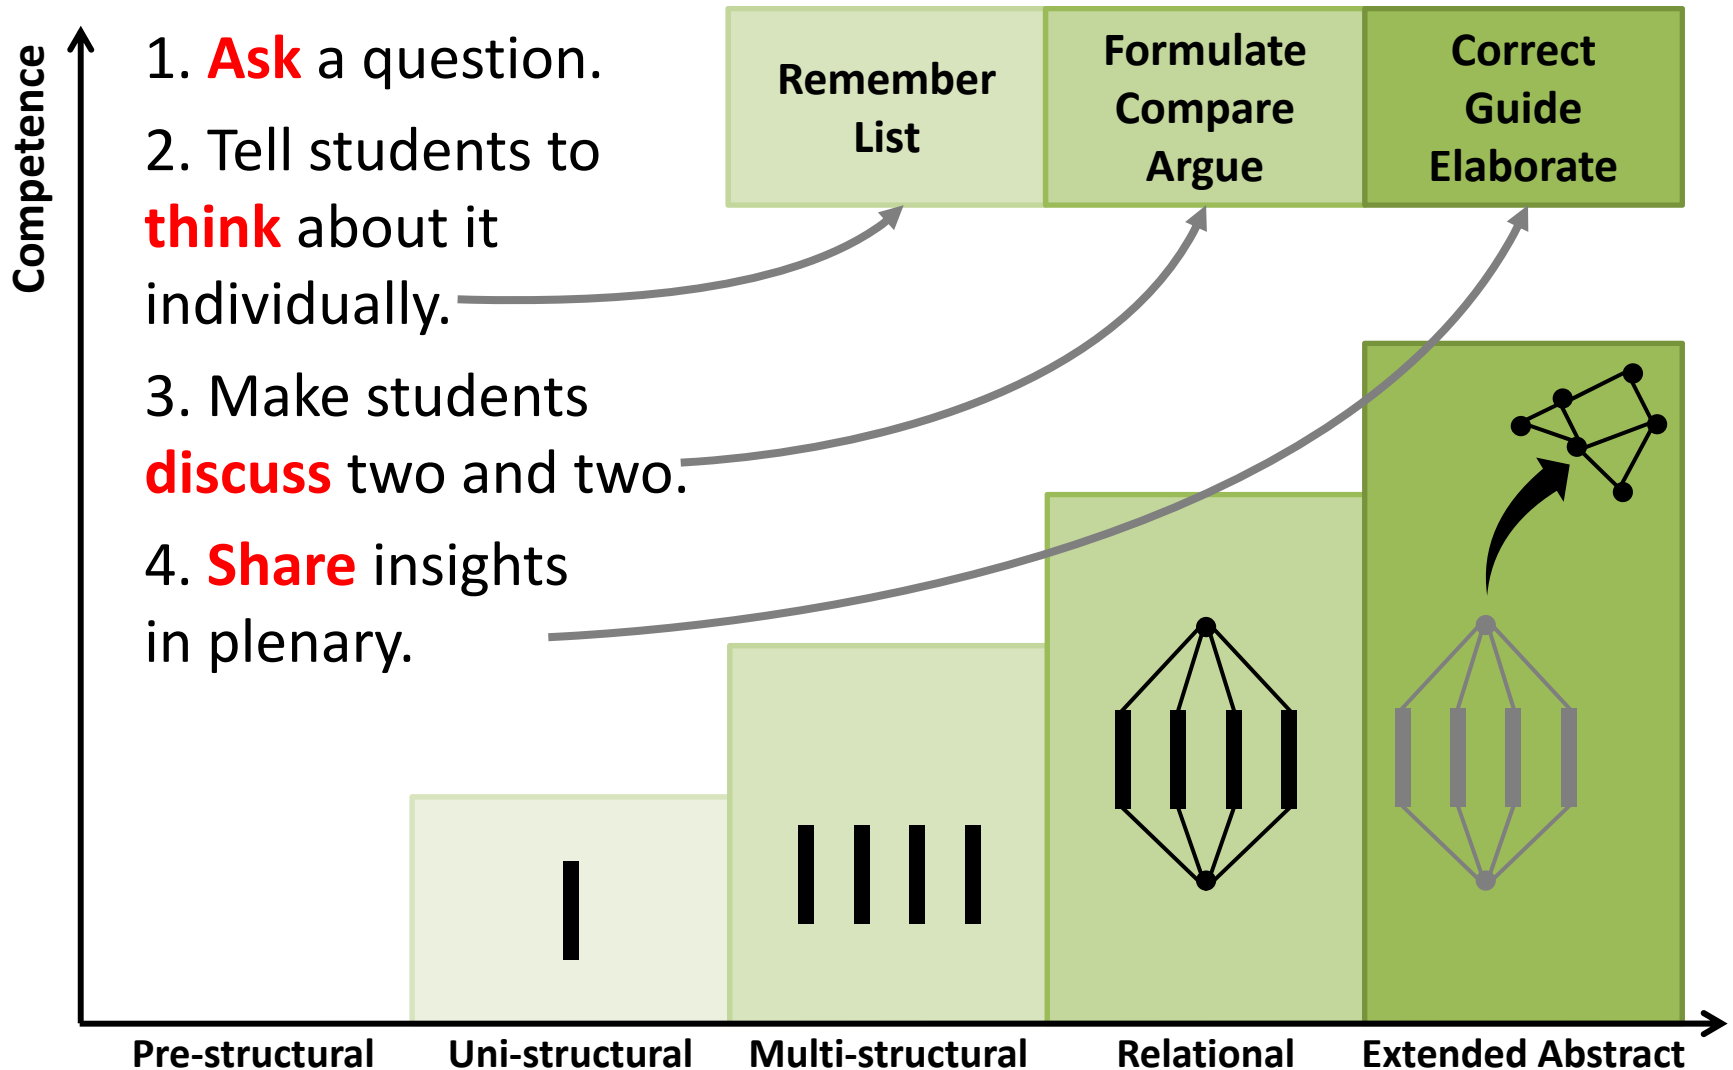 Competence
1. Ask a question.
2. Tell students to
think about it
individually.
3. Make students
discuss two and two.
4. Share insights
in plenary.
Remember
List
Formulate
Compare
Argue
Correct
Guide
Elaborate
Pre-structural
Uni-structural
Multi-structural
Relational
Extended Abstract